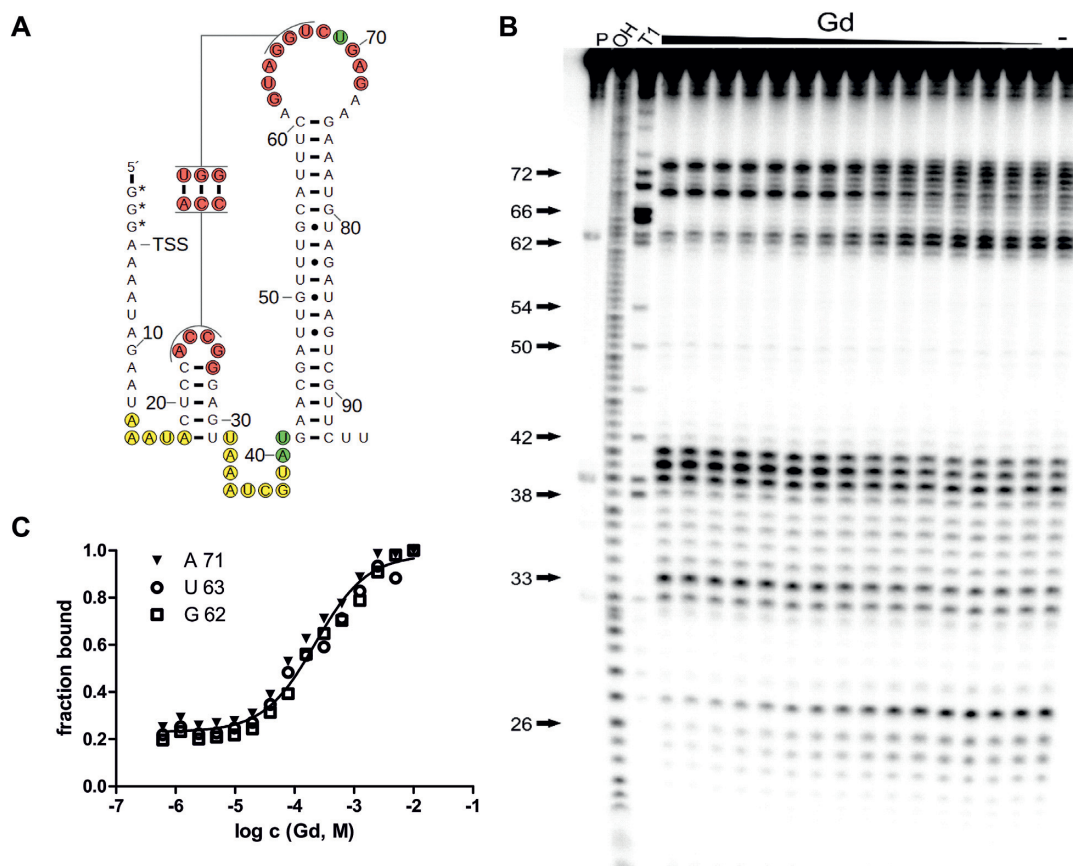 A
5´
G*
G*
G*
A–TSS
A
A
A
U
A
10
G
A
A
U
A
A A U A A
20
C
U
C
C
A C C G
G
G
A
G
30
U
U G G
A C C
U
A
A
A U C U G
U
40
A
U
G
A
A
C
G
A
U
U
50
G
U
U
U
G
C
A
U
U
U
60
C
A
G
U
A
G
G
U
C
U
70
G
A
G
A
A
G
A
A
A
U
G
U
80
A
G
A
U
A
G
U
C
G
90
U
U
C U U
B
P OH T1 Gd -
72
66
62
54
50
42
38
33
26
C
A 71
U 63
G 62
fraction bound
1.0
0.8
0.6
0.4
0.2
0.0
-7 -6 -5 -4 -3 -2 -1
log c (Gd, M)